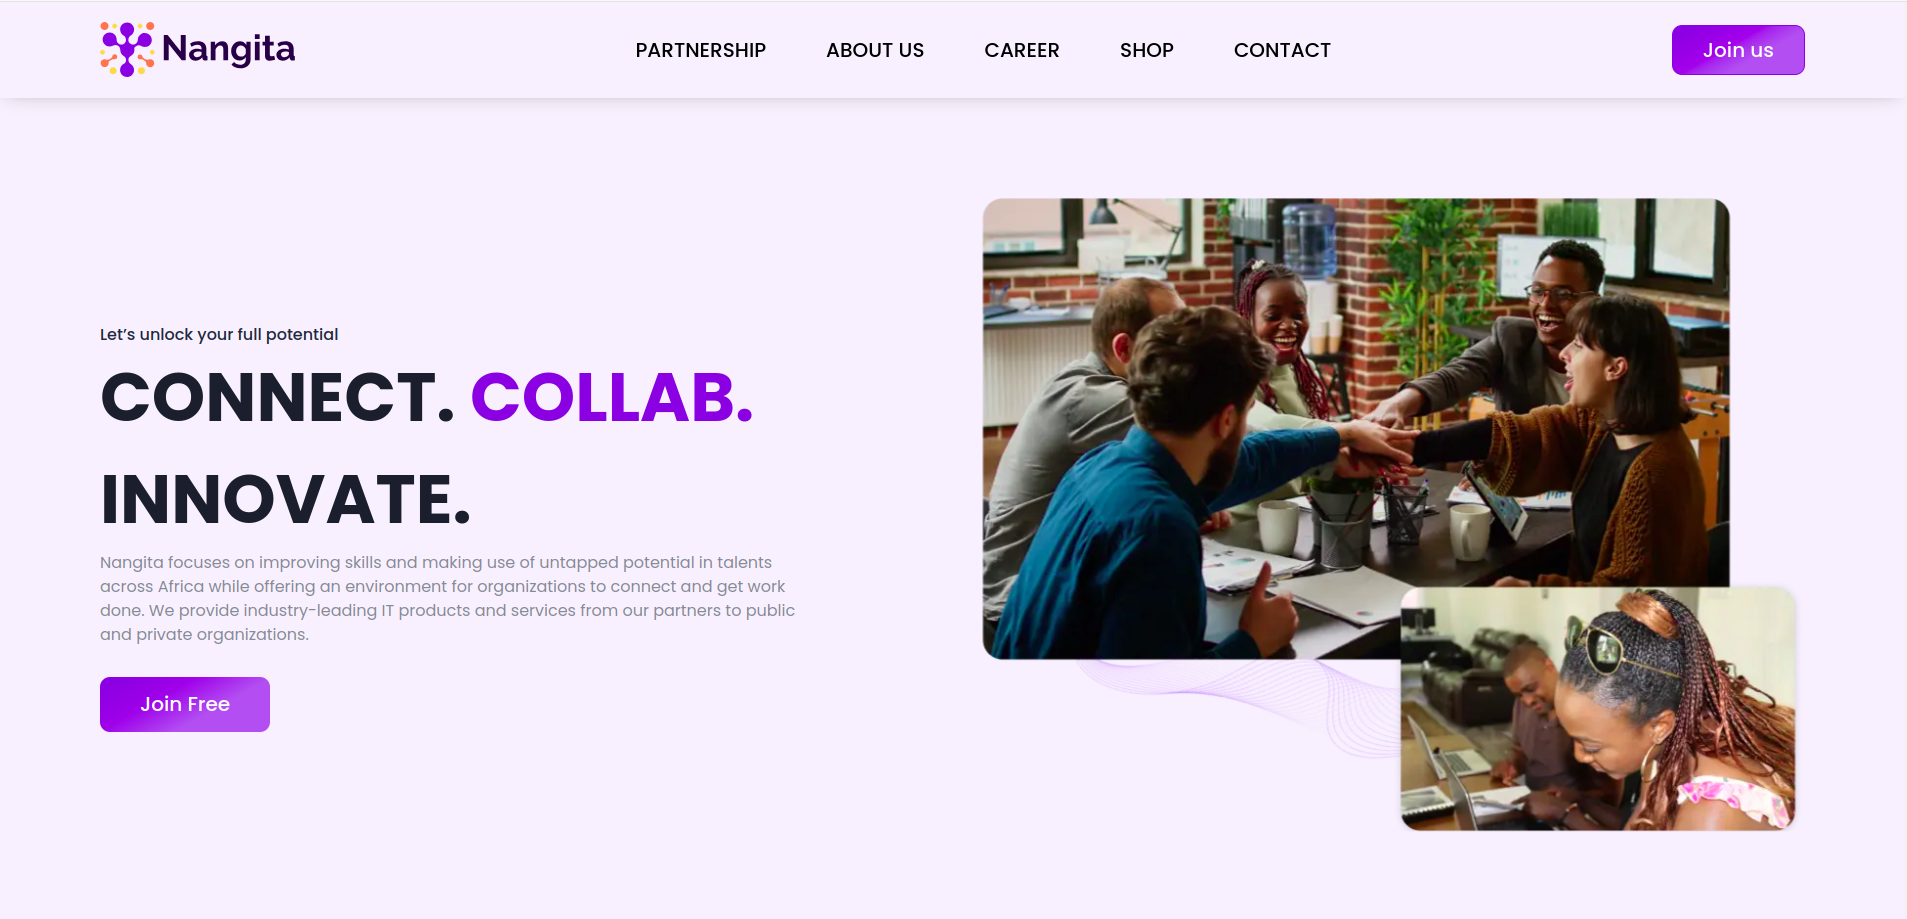 Nangita
PARTNERSHIP
ABOUT US
CAREER
SHOP
CONTACT
Join us
Let’s unlock your full potential
CONNECT. COLLAB.
INNOVATE.
Nangita focuses on improving skills and making use of untapped potential in talents
across Africa while offering an environment for organizations to connect and get work
done. We provide industry-leading IT products and services from our partners to public
and private organizations.
Join Free